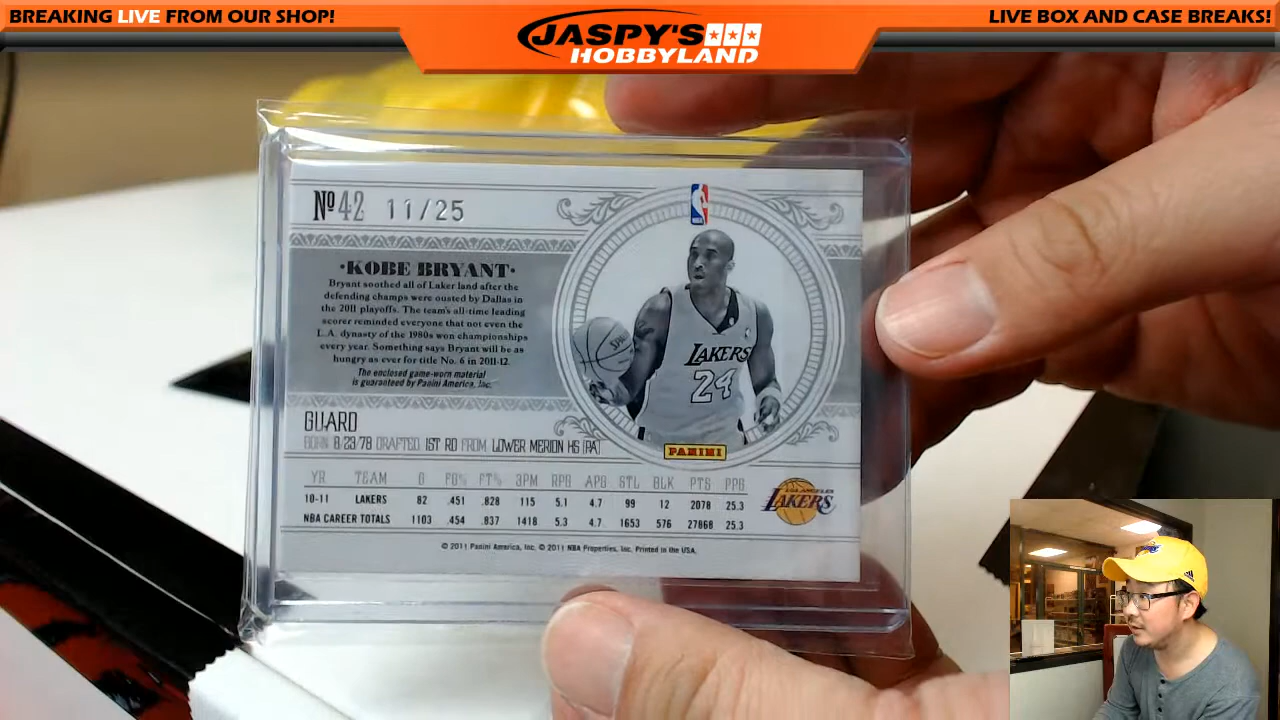 BREAKING LIVE FROM OUR SHOP!
JASPY'S
HOBBYLAND
LIVE BOX AND CASE BREAKS!
Nº 42 11/25
·KOBE BRYANT·
Bryant soothed all of Laker land after the
defending champs were ousted by Dallas in
the 2011 playoffs. The team's all-time leading
scorer reminded everyone that not even the
L.A. dynasty of the 1980s won championships
every year. Something says Bryant will be as
hungry as ever for title No. 6 in 2011-12.
The enclosed game-worn material
is guaranteed by Panini America, Inc.
LAKERS
24
PANINI
GUARD
BORN 8/23/78 DRAFTED 1ST RD FROM LOWER MERION HS (PA)
YR TEAM G FG% FT% 3PM RPG APG STL BLK PTS PPG
10-11 LAKERS 82 .451 .828 115 5.1 4.7 99 12 2078 25.3
NBA CAREER TOTALS 1103 .454 .837 1418 5.3 4.7 1653 576 27868 25.3
LOS ANGELES
LAKERS
© 2011 Panini America, Inc. © 2011 NBA Properties, Inc. Printed in the USA.